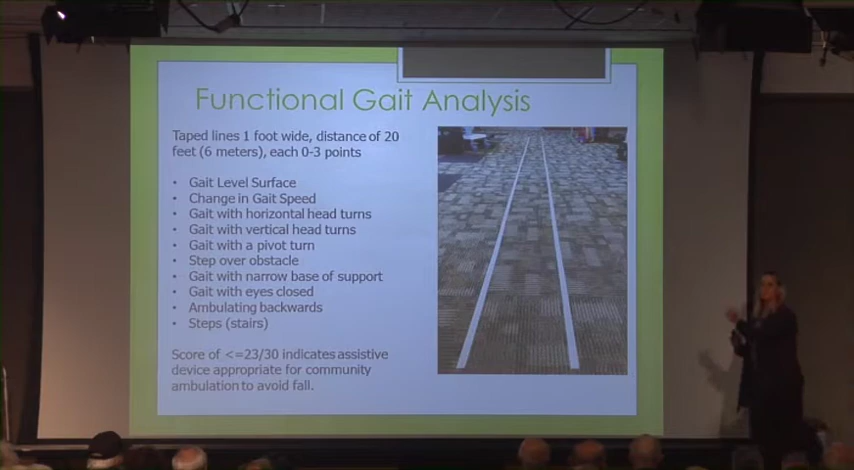 Functional Gait Analysis
Taped lines 1 foot wide, distance of 20
feet (6 meters), each 0-3 points
• Gait Level Surface
• Change in Gait Speed
• Gait with horizontal head turns
• Gait with vertical head turns
• Gait with a pivot turn
• Step over obstacle
• Gait with narrow base of support
• Gait with eyes closed
• Ambulating backwards
• Steps (stairs)
Score of <=23/30 indicates assistive
device appropriate for community
ambulation to avoid fall.